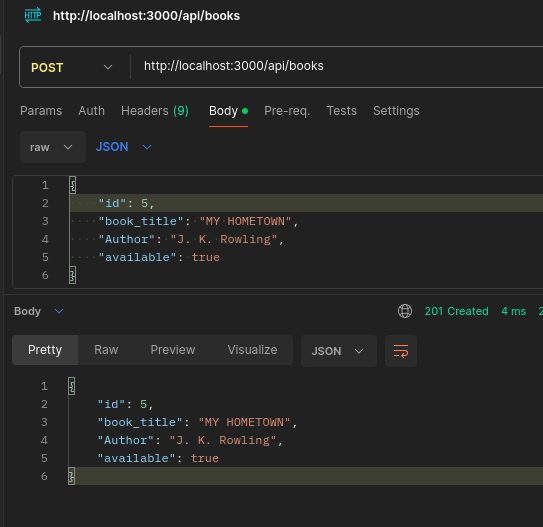 HTTP http://localhost:3000/api/books
POST http://localhost:3000/api/books
Params Auth Headers (9) Body Pre-req. Tests Settings
raw JSON
1 {
2 "id": 5,
3 "book_title": "MY HOMETOWN",
4 "Author": "J. K. Rowling",
5 "available": true
6 }
Body 201 Created 4 ms 2
Pretty Raw Preview Visualize JSON
1 {
2 "id": 5,
3 "book_title": "MY HOMETOWN",
4 "Author": "J. K. Rowling",
5 "available": true
6 }